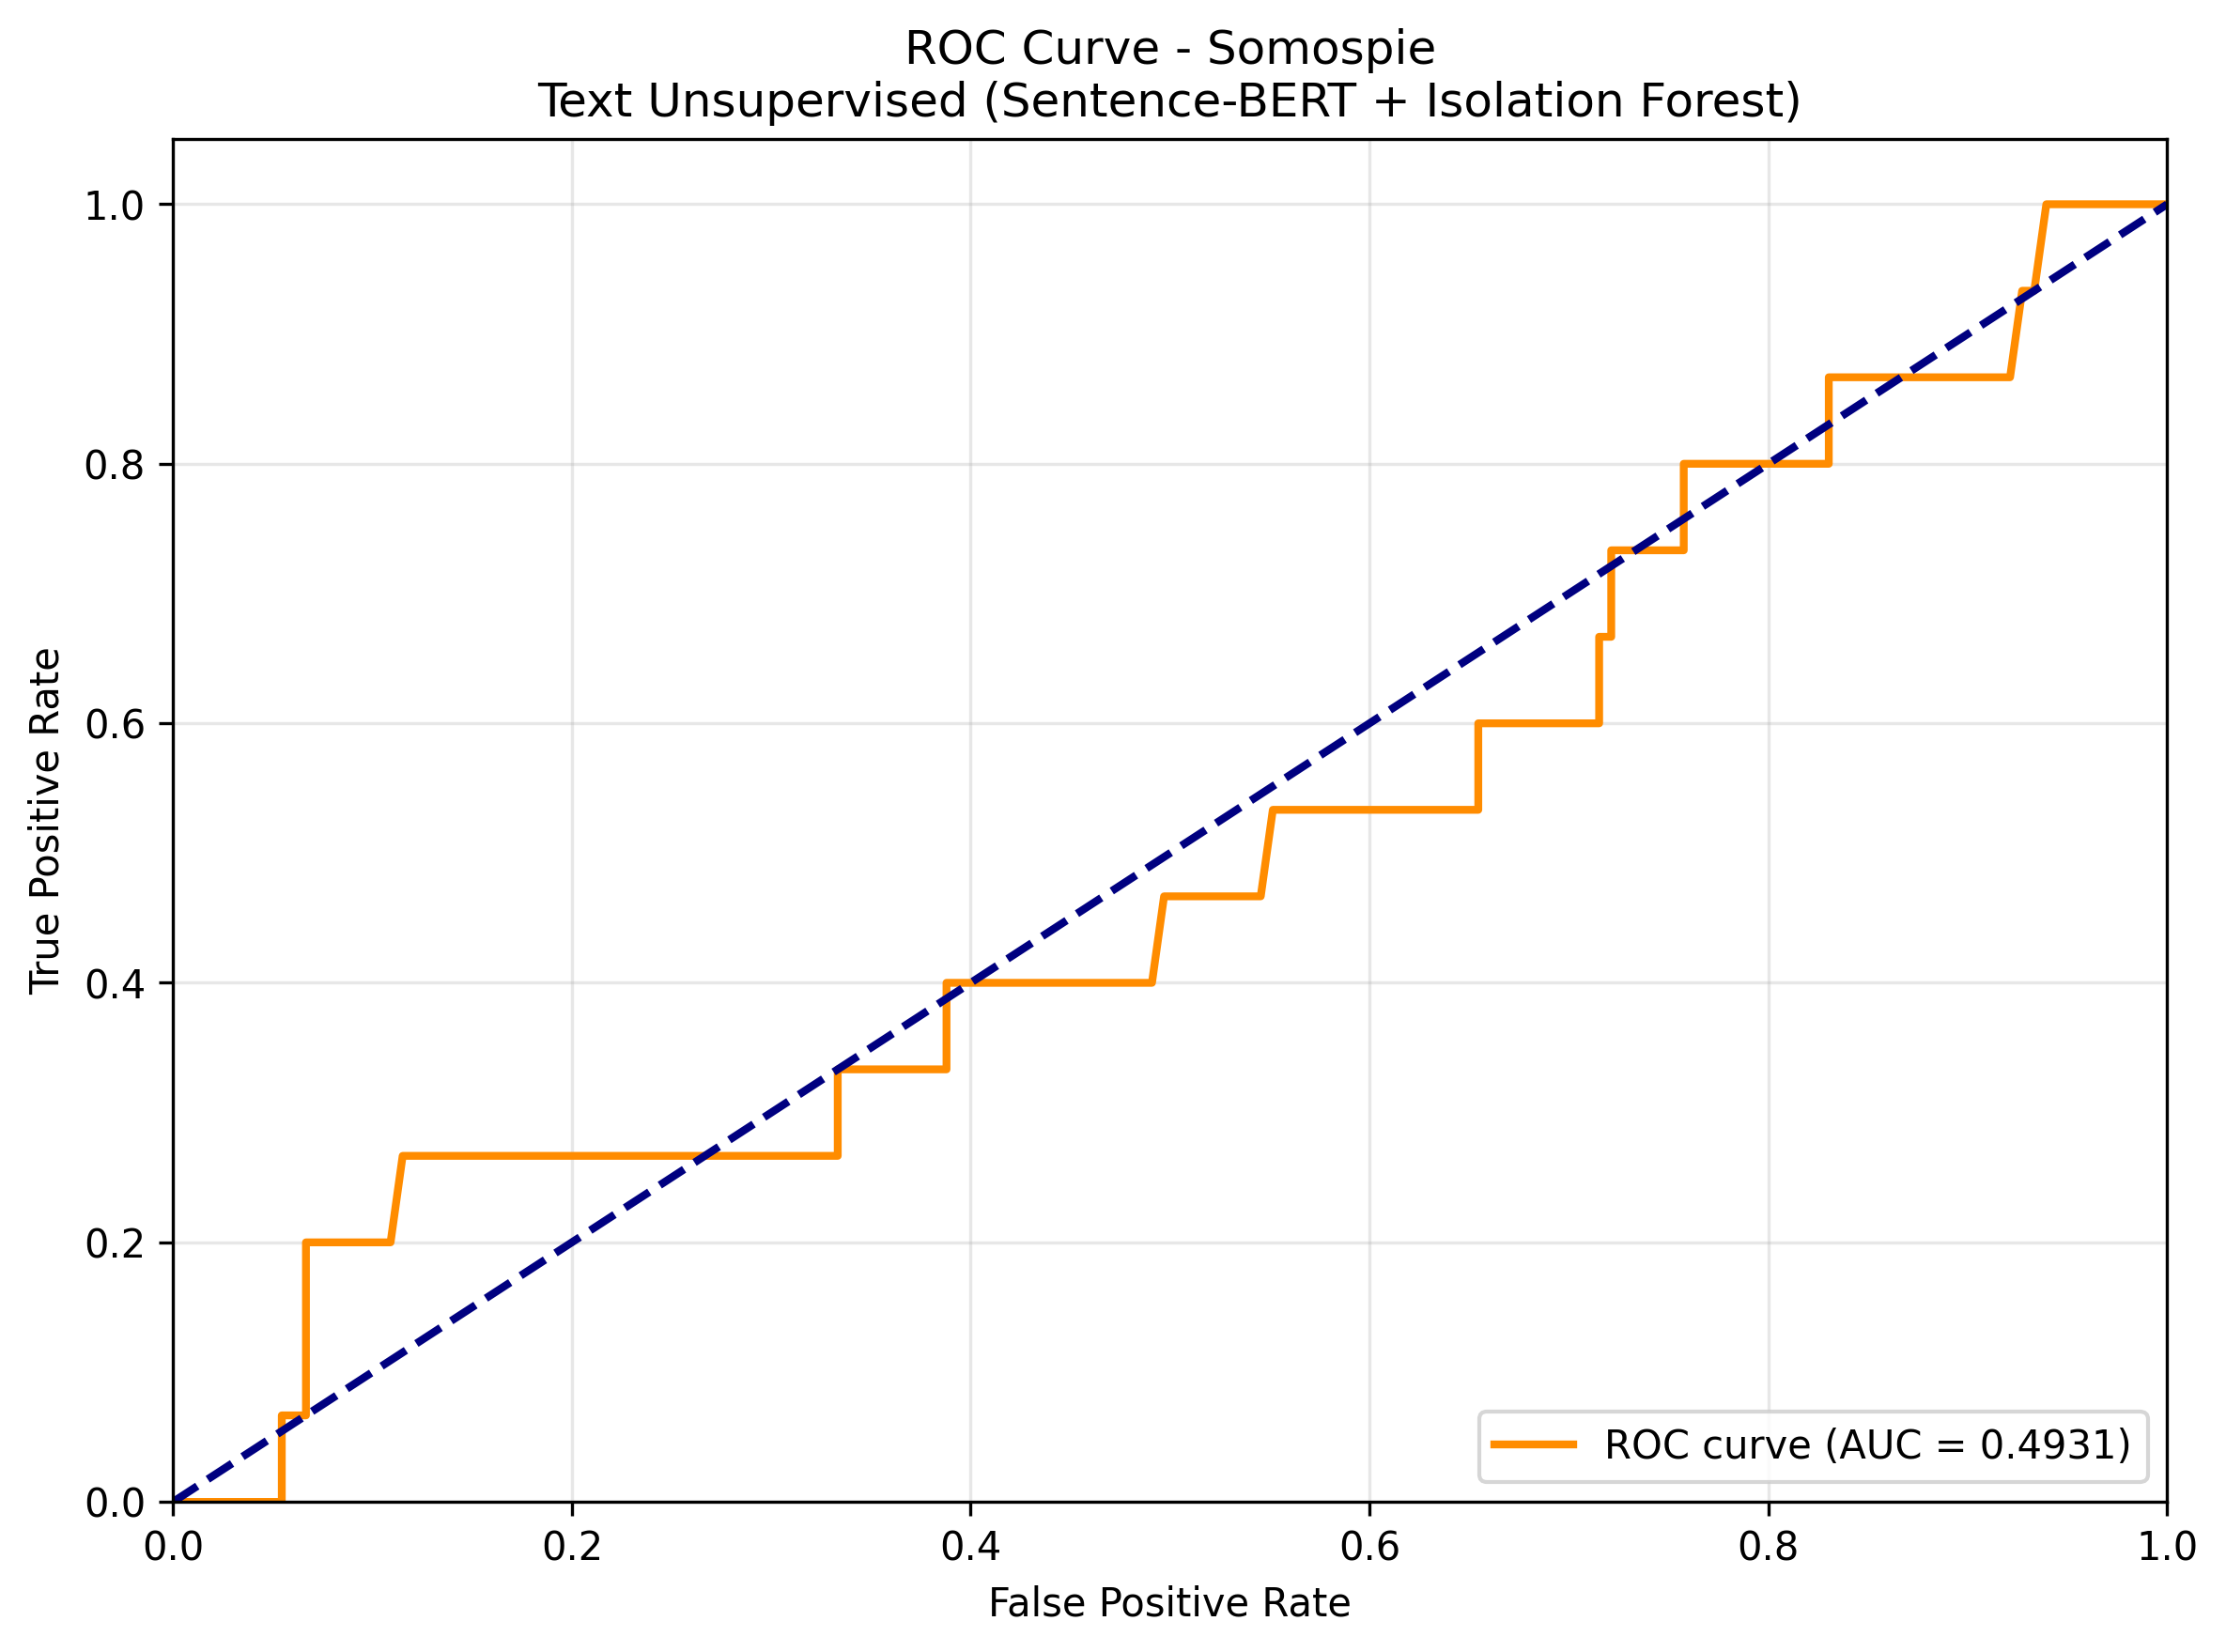 ROC Curve - Somospie
Text Unsupervised (Sentence-BERT + Isolation Forest)
True Positive Rate
1.0
0.8
0.6
0.4
0.2
0.0
ROC curve (AUC = 0.4931)
0.0 0.2 0.4 0.6 0.8 1.0
False Positive Rate